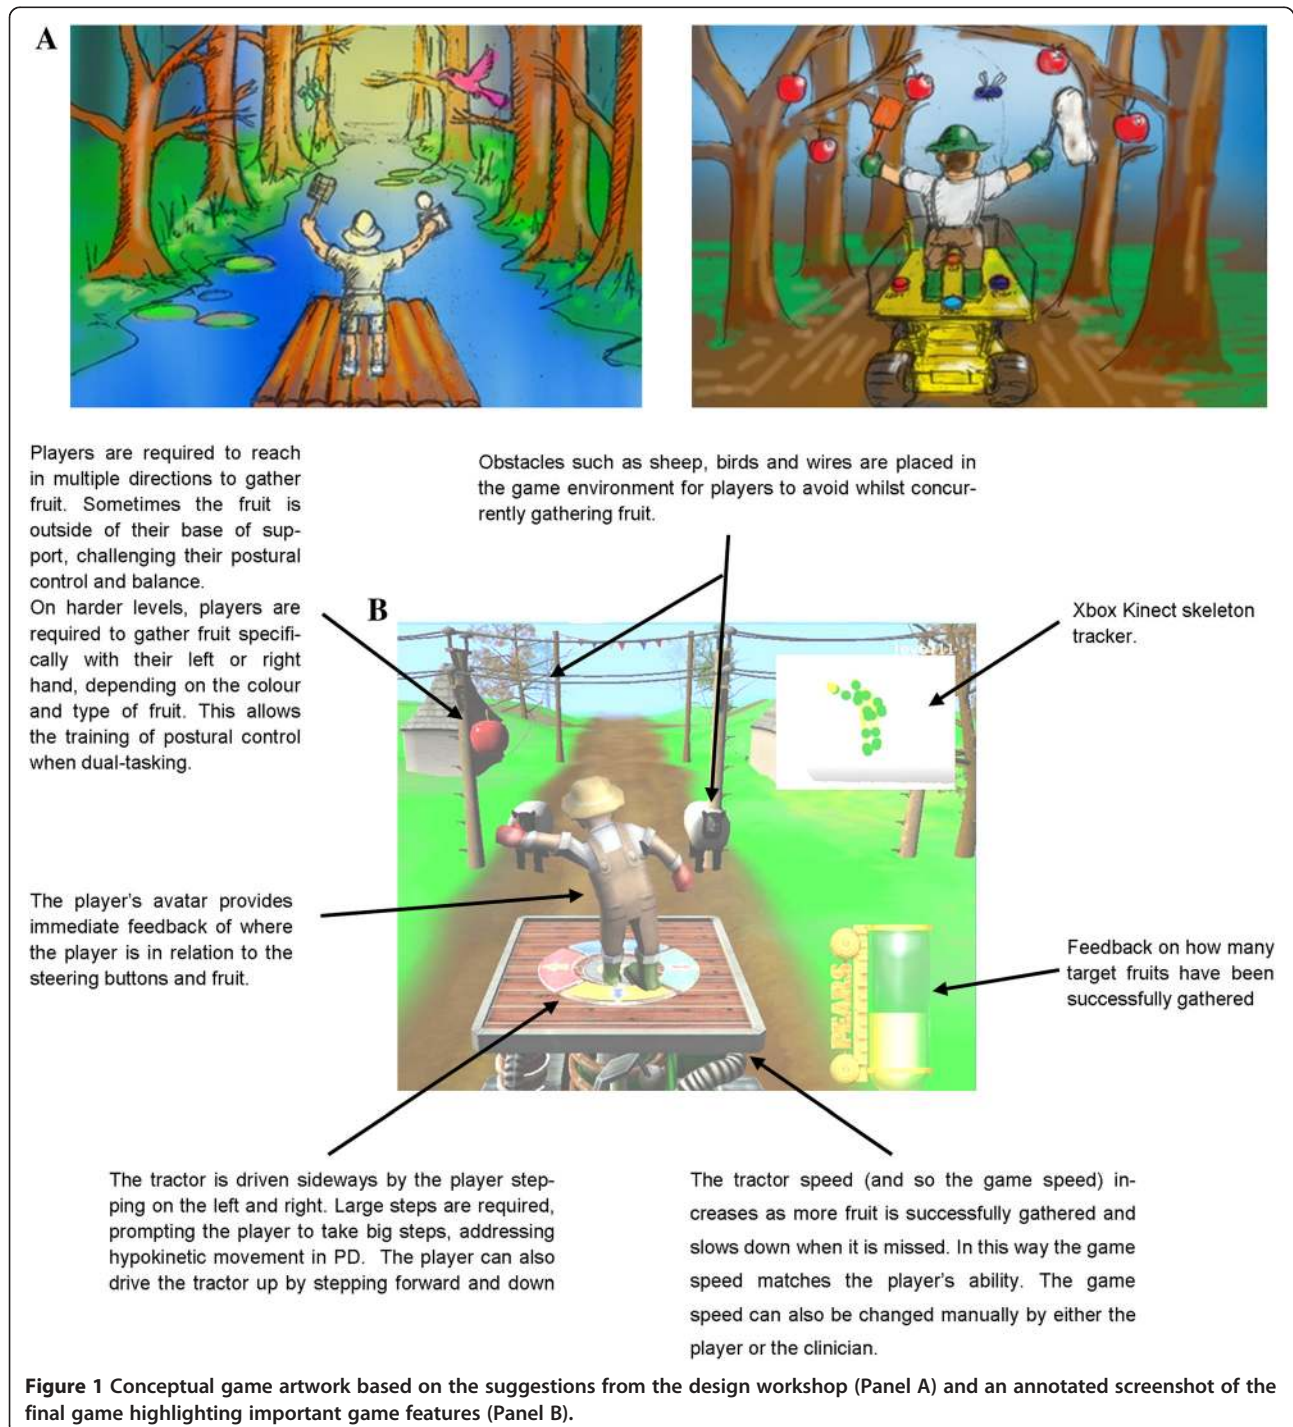 A
Players are required to reach
in multiple directions to gather
fruit. Sometimes the fruit is
outside of their base of sup-
port, challenging their postural
control and balance.
On harder levels, players are
required to gather fruit specifi-
cally with their left or right
hand, depending on the colour
and type of fruit. This allows
the training of postural control
when dual-tasking.
Obstacles such as sheep, birds and wires are placed in
the game environment for players to avoid whilst concur-
rently gathering fruit.
B
Xbox Kinect skeleton
tracker.
The player's avatar provides
immediate feedback of where
the player is in relation to the
steering buttons and fruit.
PEARS
Feedback on how many
target fruits have been
successfully gathered
The tractor is driven sideways by the player step-
ping on the left and right. Large steps are required,
prompting the player to take big steps, addressing
hypokinetic movement in PD. The player can also
drive the tractor up by stepping forward and down
The tractor speed (and so the game speed) in-
creases as more fruit is successfully gathered and
slows down when it is missed. In this way the game
speed matches the player's ability. The game
speed can also be changed manually by either the
player or the clinician.
Figure 1 Conceptual game artwork based on the suggestions from the design workshop (Panel A) and an annotated screenshot of the
final game highlighting important game features (Panel B).